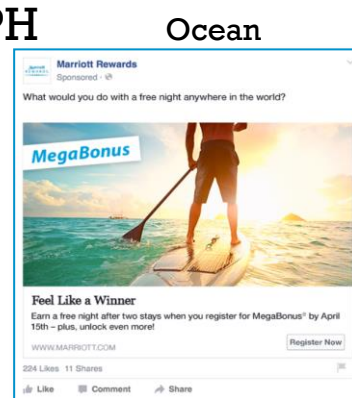 PH
Ocean
Marriott Rewards
Sponsored ·
What would you do with a free night anywhere in the world?
MegaBonus
Feel Like a Winner
Earn a free night after two stays when you register for MegaBonus® by April
15th – plus, unlock even more!
WWW.MARRIOTT.COM
Register Now
224 Likes 11 Shares
Like Comment Share